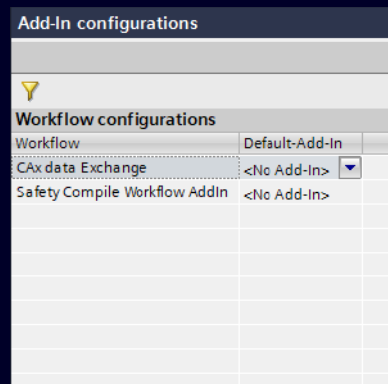 Add-In configurations
Workflow configurations
Workflow Default-Add-In
CAx data Exchange <No Add-In>
Safety Compile Workflow AddIn <No Add-In>